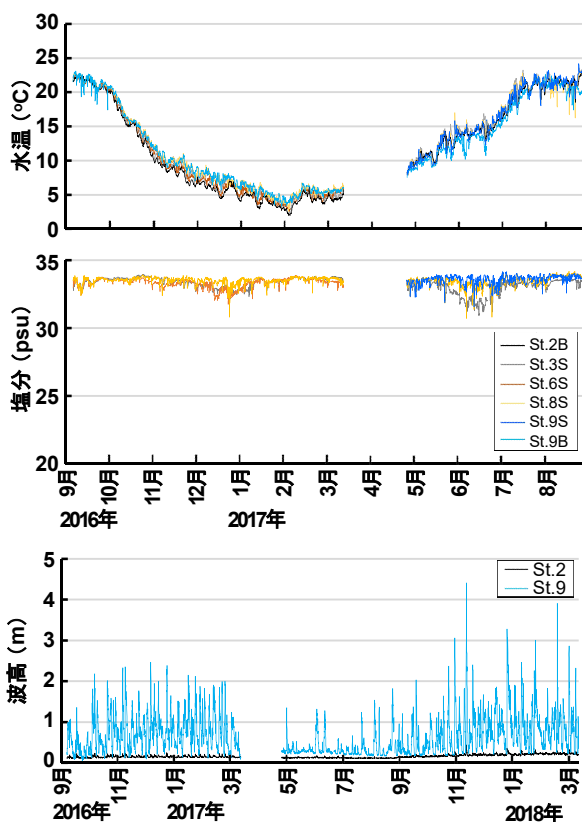 30
25
20
15
10
5
0
水温 (℃)
35
30
25
20
塩分 (psu)
St.2B
St.3S
St.6S
St.8S
St.9S
St.9B
9月 10月 11月 12月 1月 2月 3月 4月 5月 6月 7月 8月
2016年 2017年
5
4
3
2
1
0
波高 (m)
St.2
St.9
9月 11月 1月 3月 5月 7月 9月 11月 1月 3月
2016年 2017年 2018年